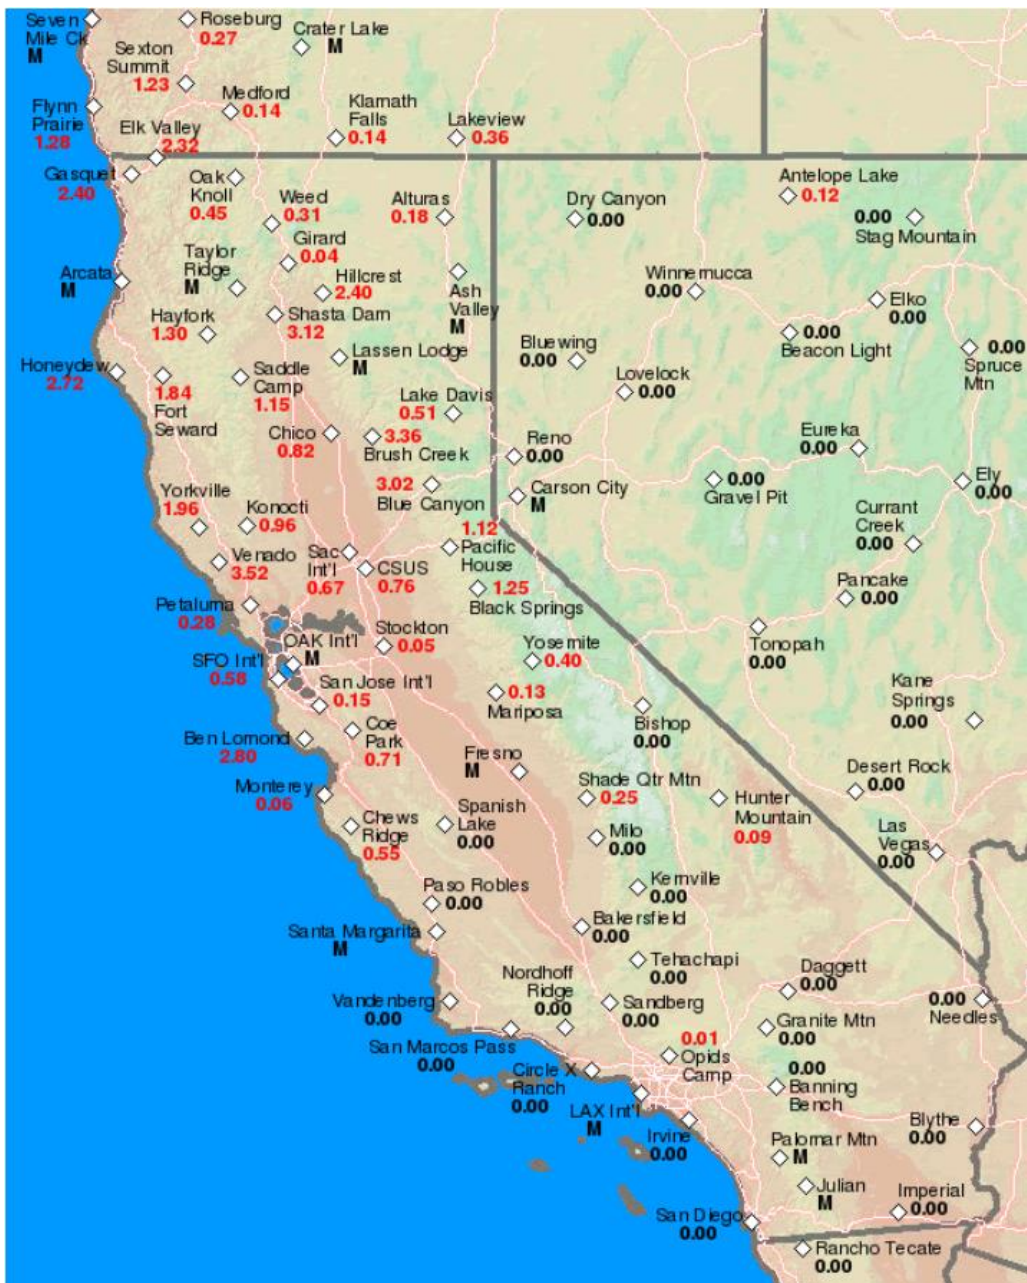 Seven
Mile Ck
M
Roseburg
0.27
Crater Lake
M
Sexton
Summit
1.23
Medford
0.14
Klamath
Falls
0.14
Lakeview
0.36
Flynn
Prairie
1.28
Elk Valley
2.32
Gasquet
2.40
Oak
Knoll
0.45
Weed
0.31
Alturas
0.18
Dry Canyon
0.00
Antelope Lake
0.12
0.00
Stag Mountain
Girard
0.04
Taylor
Ridge
M
Hillcrest
2.40
Ash
Valley
M
Arcata
M
Winnemucca
0.00
Elko
0.00
Shasta Dam
3.12
Hayfork
1.30
Lassen Lodge
M
Bluewing
0.00
0.00
Beacon Light
0.00
Spruce
Mtn
Honeydew
2.72
1.84
Fort
Seward
Saddle
Camp
1.15
Lake Davis
0.51
Lovelock
0.00
Chico
0.82
3.36
Brush Creek
Reno
0.00
Eureka
0.00
3.02
Blue Canyon
Carson City
M
0.00
Gravel Pit
Ely
0.00
Yorkville
1.96
Konocti
0.96
1.12
Pacific
House
Currant
Creek
0.00
Venado
3.52
Sac
Int'l
0.67
CSUS
0.76
1.25
Black Springs
Pancake
0.00
Petaluma
0.28
Stockton
0.05
OAK Int'l
M
SFO Int'l
0.58
Yosemite
0.40
Tonopah
0.00
San Jose Int'l
0.15
0.13
Mariposa
Bishop
0.00
Kane
Springs
0.00
Ben Lomond
2.80
Coe
Park
0.71
Fresno
M
Shade Qtr Mtn
0.25
Hunter
Mountain
0.09
Desert Rock
0.00
Monterey
0.06
Chews
Ridge
0.55
Spanish
Lake
0.00
Milo
0.00
Las
Vegas
0.00
Paso Robles
0.00
Kernville
0.00
Santa Margarita
M
Bakersfield
0.00
Tehachapi
0.00
Daggett
0.00
Vandenberg
0.00
Nordhoff
Ridge
0.00
Sandberg
0.00
0.00
Needles
San Marcos Pass
0.00
0.01
Opids
Camp
Granite Mtn
0.00
Circle X
Ranch
0.00
0.00
Banning
Bench
LAX Int'l
M
Irvine
0.00
Blythe
0.00
Palomar Mtn
M
Julian
M
Imperial
0.00
San Diego
0.00
Rancho Tecate
0.00